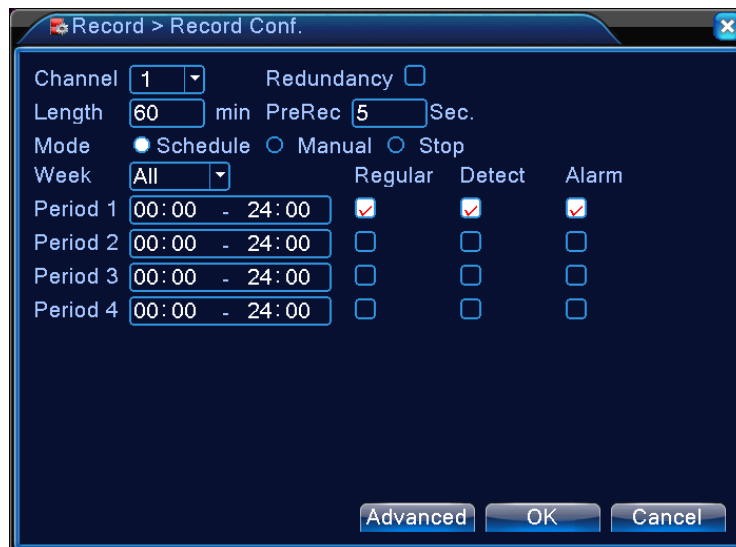 Record > Record Conf.
Channel 1 Redundancy
Length 60 min PreRec 5 Sec.
Mode Schedule Manual Stop
Week All Regular Detect Alarm
Period 1 00:00 - 24:00
Period 2 00:00 - 24:00
Period 3 00:00 - 24:00
Period 4 00:00 - 24:00
Advanced OK Cancel